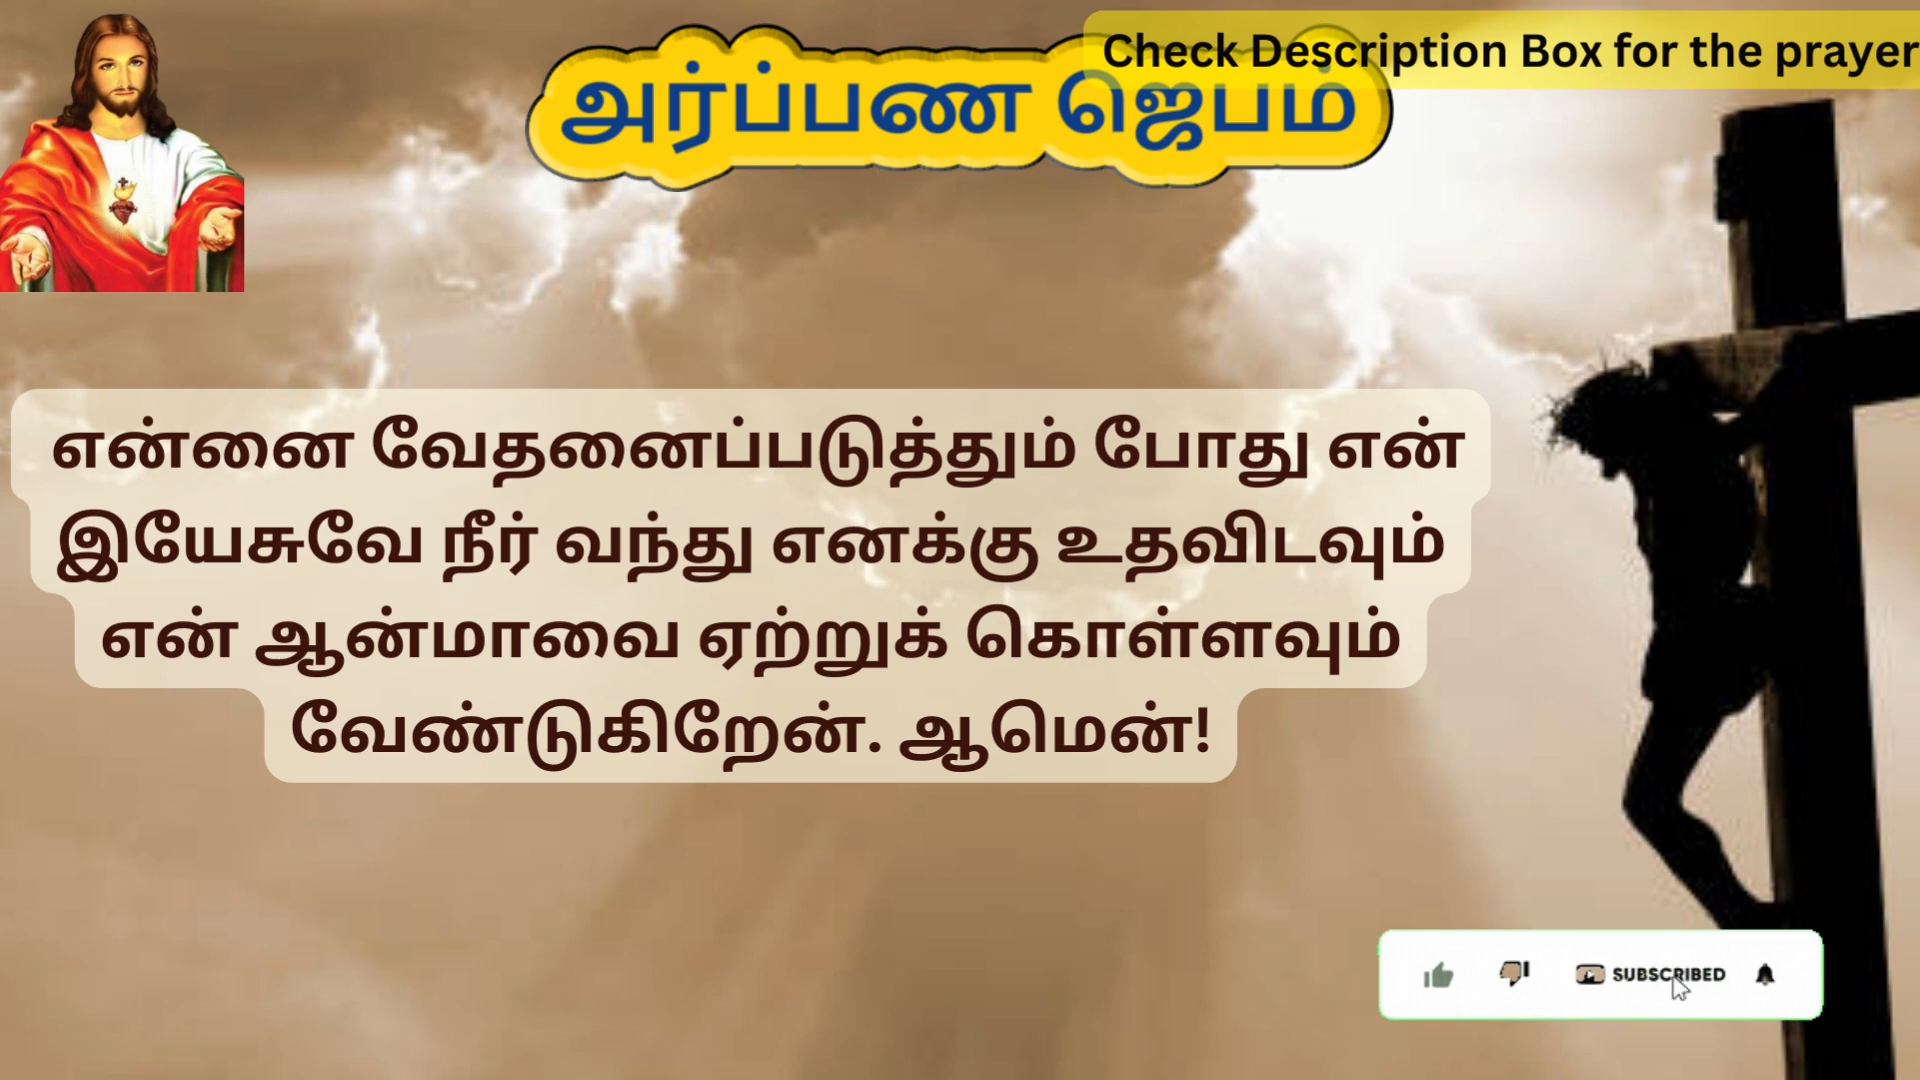 Check Description Box for the prayer
அர்ப்பண ஜெபம்
என்னை வேதனைப்படுத்தும் போது என்
இயேசுவே நீர் வந்து எனக்கு உதவிடவும்
என் ஆன்மாவை ஏற்றுக் கொள்ளவும்
வேண்டுகிறேன். ஆமென்!
SUBSCRIBED